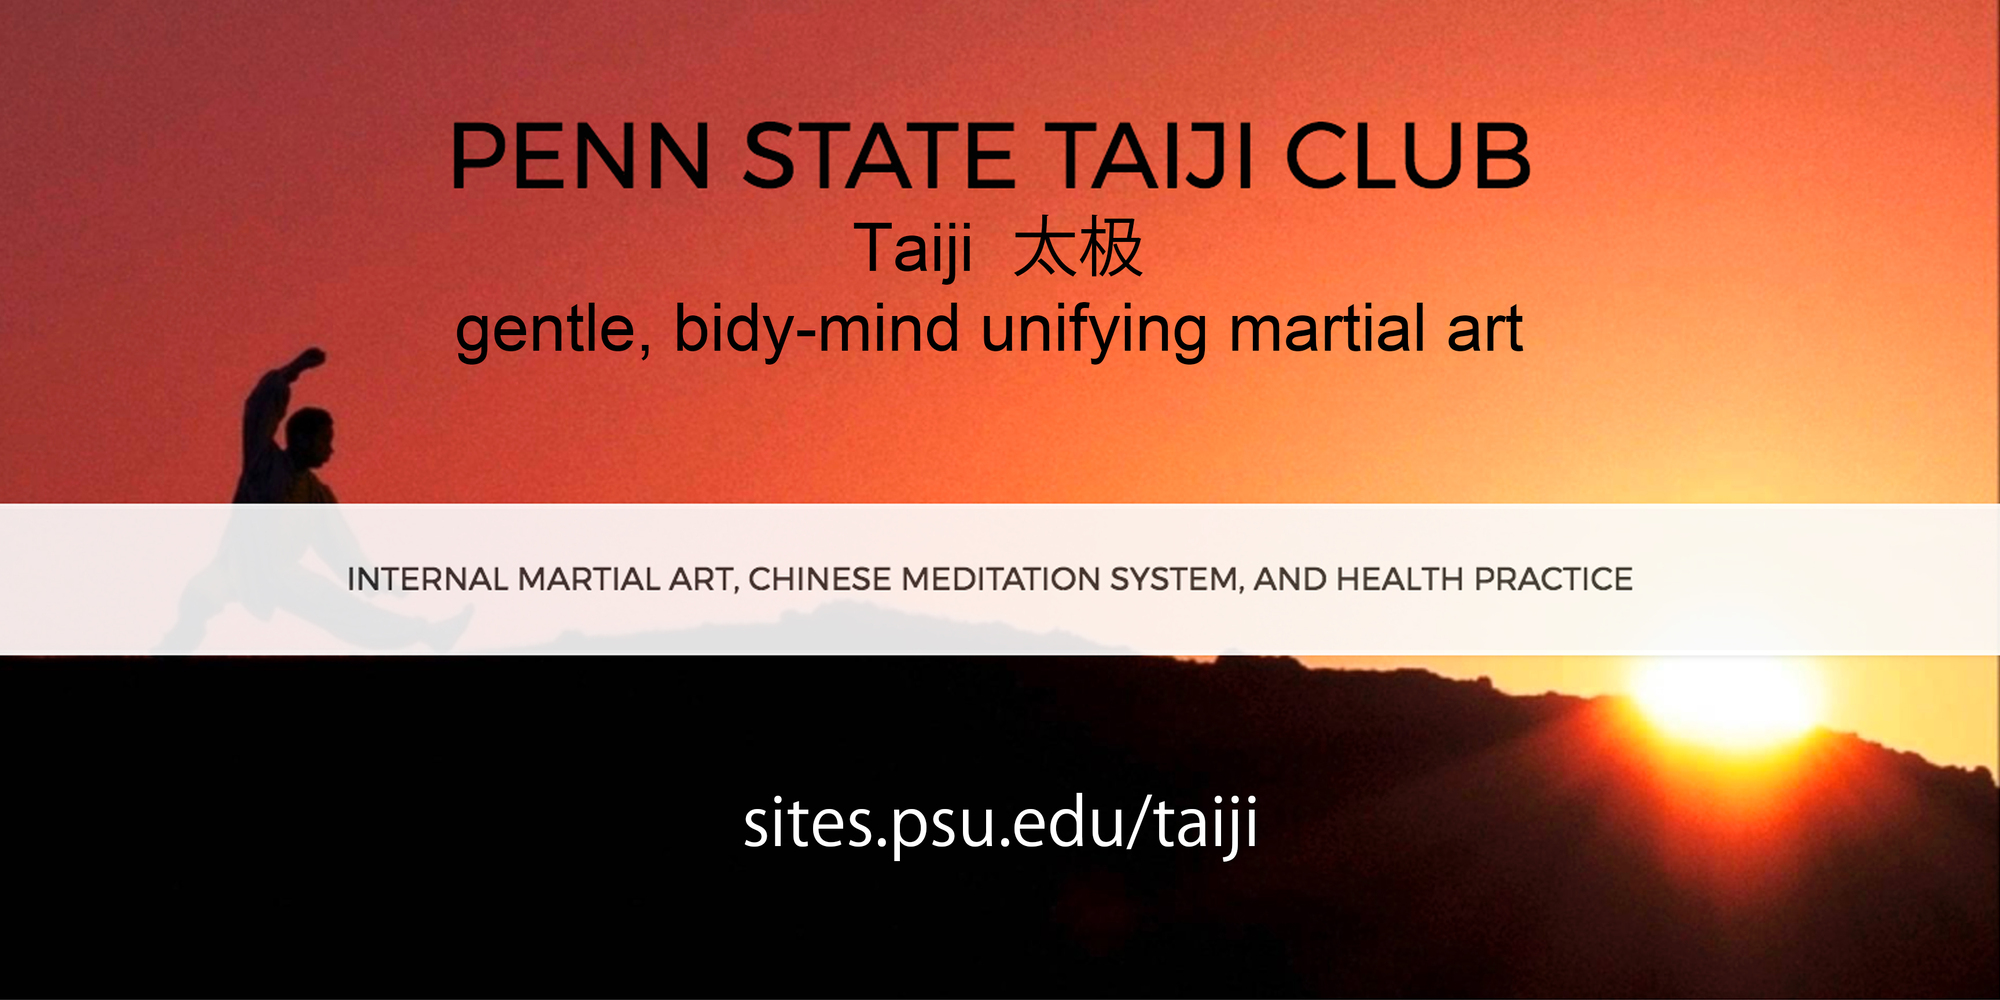 PENN STATE TAIJI CLUB
Taiji 太极
gentle, bidy-mind unifying martial art
INTERNAL MARTIAL ART, CHINESE MEDITATION SYSTEM, AND HEALTH PRACTICE
sites.psu.edu/taiji